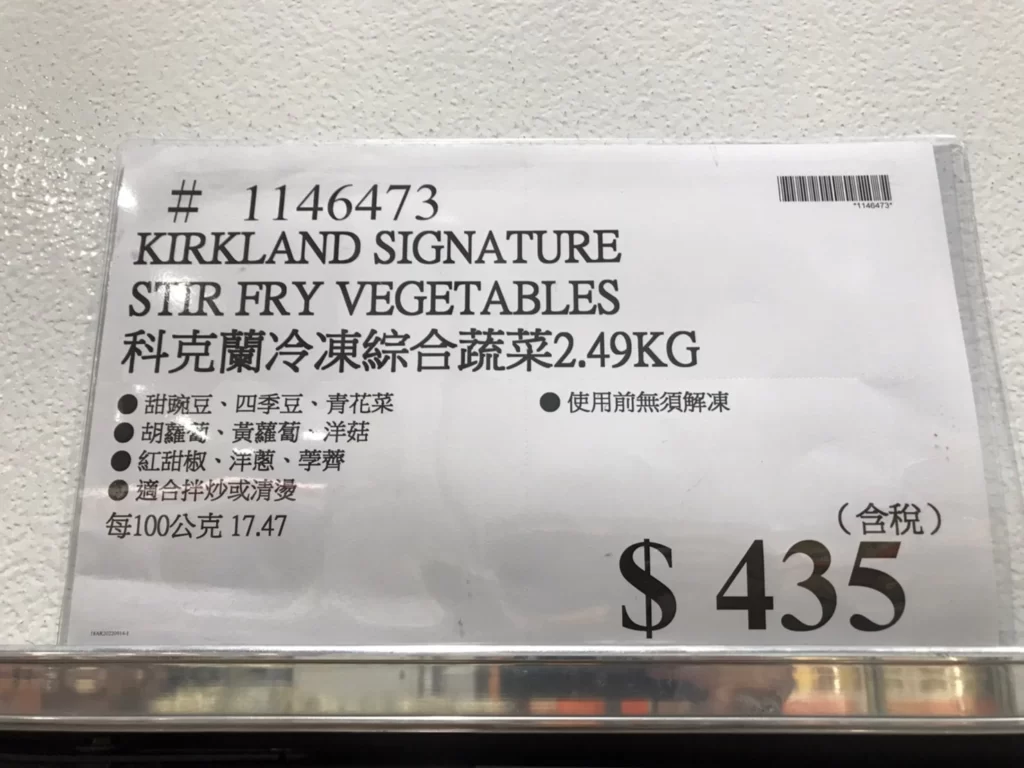 # 1146473
*1146473*
KIRKLAND SIGNATURE
STIR FRY VEGETABLES
科克蘭冷凍綜合蔬菜2.49KG
●甜豌豆、四季豆、青花菜
●使用前無須解凍
●胡蘿蔔、黃蘿蔔、洋菇
●紅甜椒、洋蔥、荸薺
●適合拌炒或清燙
每100公克 17.47
(含稅)
$ 435